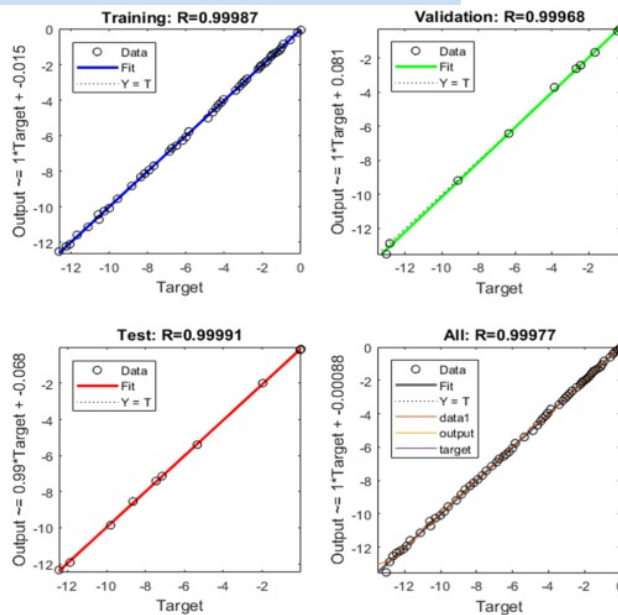 Training: R=0.99987
Output ~= 1*Target + -0.015
Data
Fit
Y = T
0
-2
-4
-6
-8
-10
-12
-12 -10 -8 -6 -4 -2 0
Target
Validation: R=0.99968
Output ~= 1*Target + 0.081
Data
Fit
Y = T
-2
-4
-6
-8
-10
-12
-12 -10 -8 -6 -4 -2
Target
Test: R=0.99991
Output ~= 0.99*Target + -0.068
Data
Fit
Y = T
-2
-4
-6
-8
-10
-12
-12 -10 -8 -6 -4 -2
Target
All: R=0.99977
Output ~= 1*Target + -0.00088
Data
Fit
Y = T
data1
output
target
0
-2
-4
-6
-8
-10
-12
-12 -10 -8 -6 -4 -2 0
Target